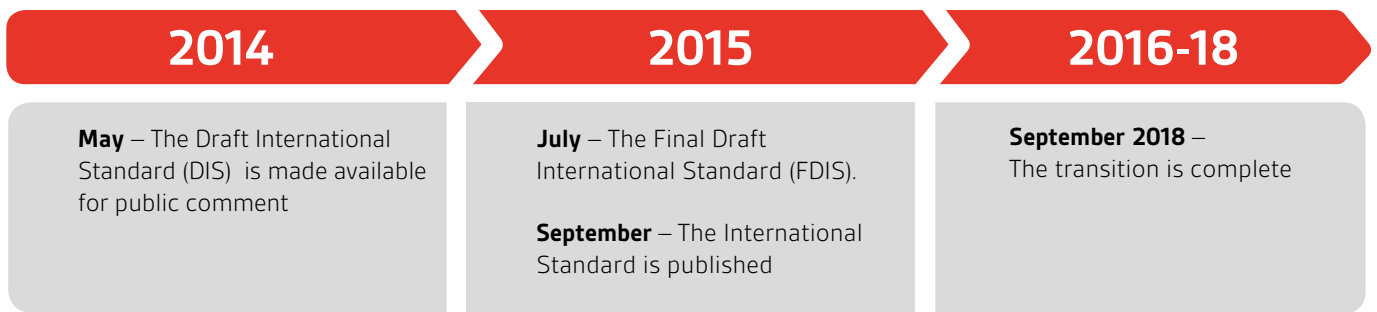 2014
2015
2016-18
May – The Draft International
Standard (DIS)  is made available
for public comment
July – The Final Draft
International Standard (FDIS).
September – The International
Standard is published
September 2018 –
The transition is complete